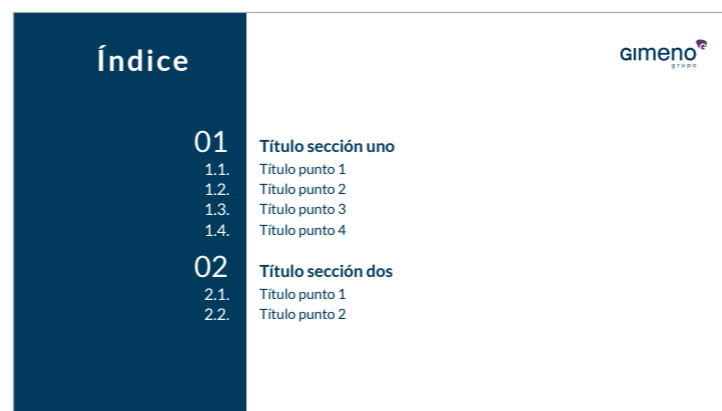 Índice
GIMENO
grupo
01 Título sección uno
1.1. Título punto 1
1.2. Título punto 2
1.3. Título punto 3
1.4. Título punto 4
02 Título sección dos
2.1. Título punto 1
2.2. Título punto 2